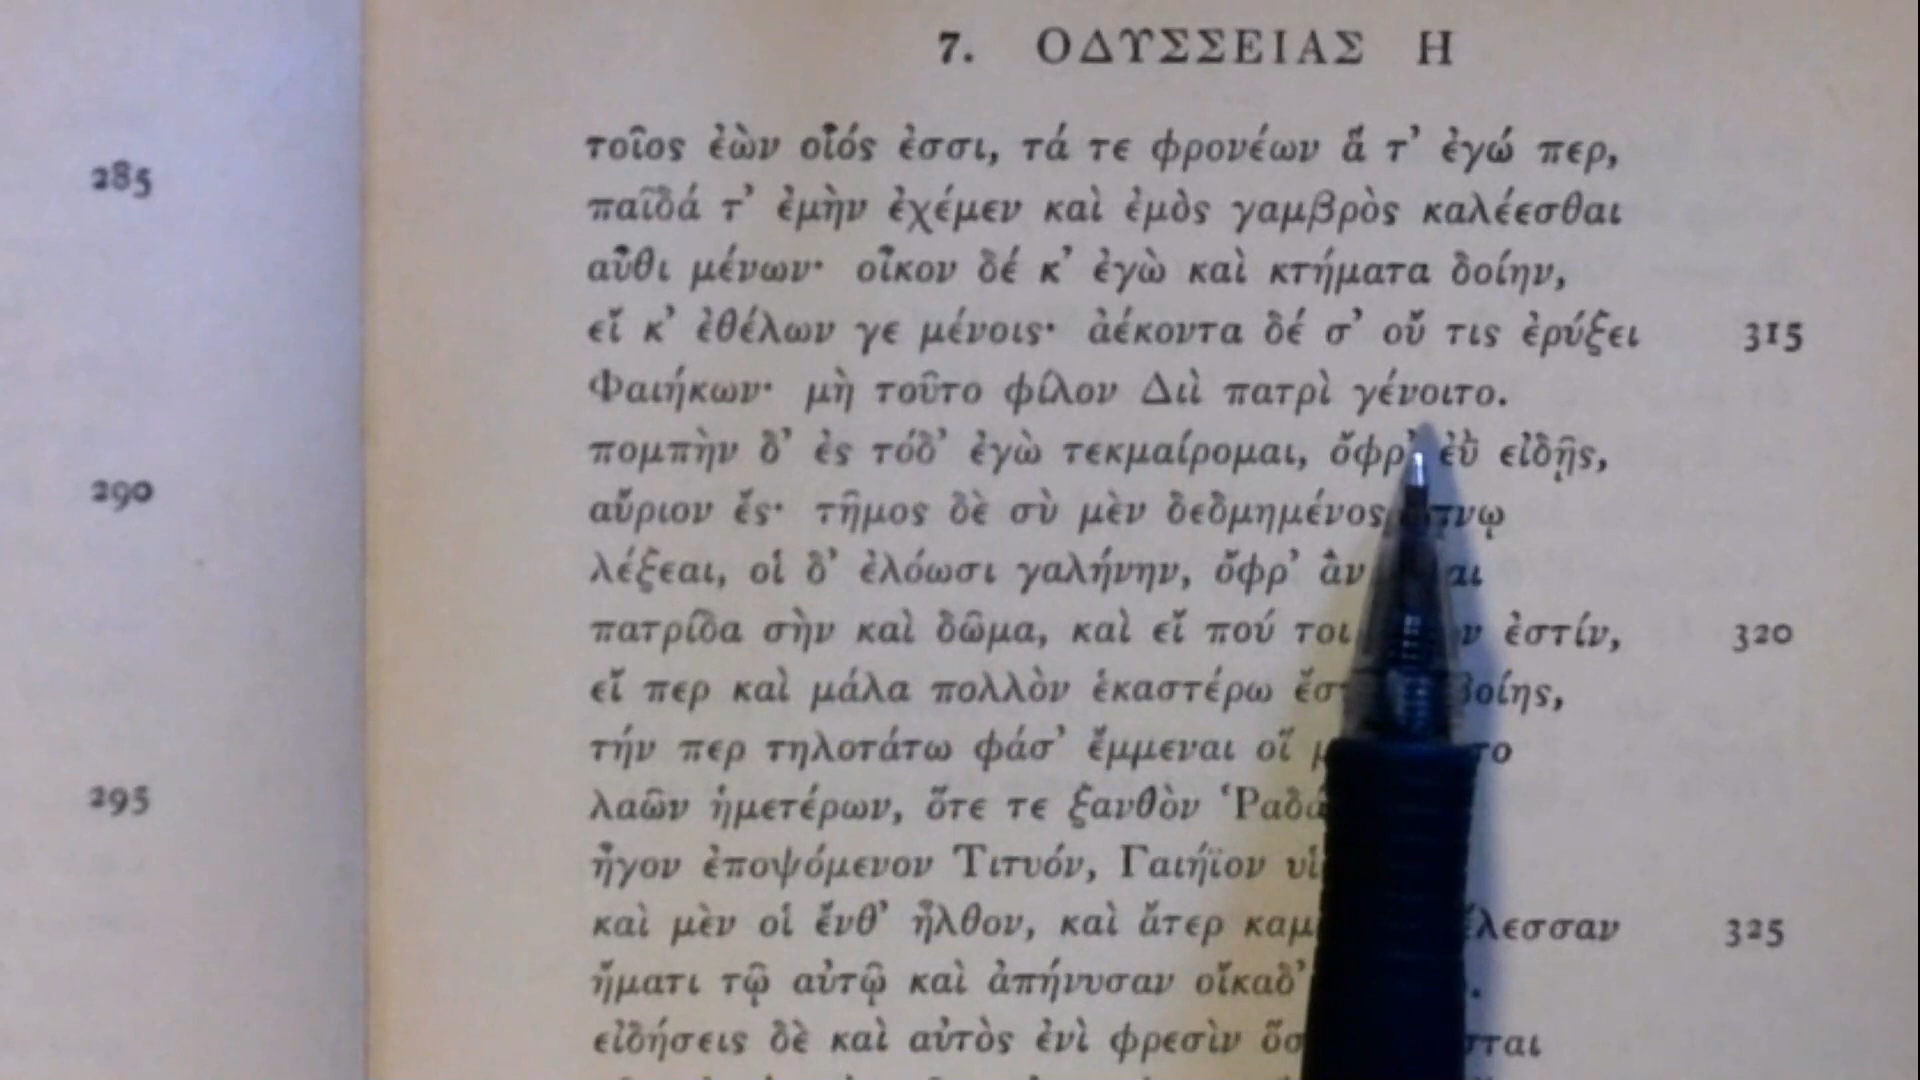 7. ΟΔΥΣΣΕΙΑΣ Η
τοῖος ἐὼν οἷός ἐσσι, τά τε φρονέων ἅ τ’ ἐγώ περ,
285
παῖδά τ’ ἐμὴν ἐχέμεν καὶ ἐμὸς γαμβρὸς καλέεσθαι
αὖθι μένων· οἶκον δέ κ’ ἐγὼ καὶ κτήματα δοίην,
εἴ κ’ ἐθέλων γε μένοις· ἀέκοντα δέ σ’ οὔ τις ἐρύξει 315
Φαιήκων· μὴ τοῦτο φίλον Διὶ πατρὶ γένοιτο.
πομπὴν δ’ ἐς τόδ’ ἐγὼ τεκμαίρομαι, ὄφρ’ ἐὺ εἰδῇς,
290
αὔριον ἔς· τῆμος δὲ σὺ μὲν δεδμημένος
λέξεαι, οἱ δ’ ἐλόωσι γαλήνην, ὄφρ’ ἂν
πατρίδα σὴν καὶ δῶμα, καὶ εἴ πού τοι ἐστίν, 320
εἴ περ καὶ μάλα πολλὸν ἑκαστέρω
τήν περ τηλοτάτω φάσ’ ἔμμεναι οἵ
295
λαῶν ἡμετέρων, ὅτε τε ξανθὸν
ἦγον ἐποψόμενον Τιτυόν, Γαιήϊον
καὶ μὲν οἱ ἔνθ’ ἦλθον, καὶ ἄτερ 325
ἤματι τῷ αὐτῷ καὶ ἀπήνυσαν οἴκαδ’
εἰδήσεις δὲ καὶ αὐτὸς ἐνὶ φρεσὶν